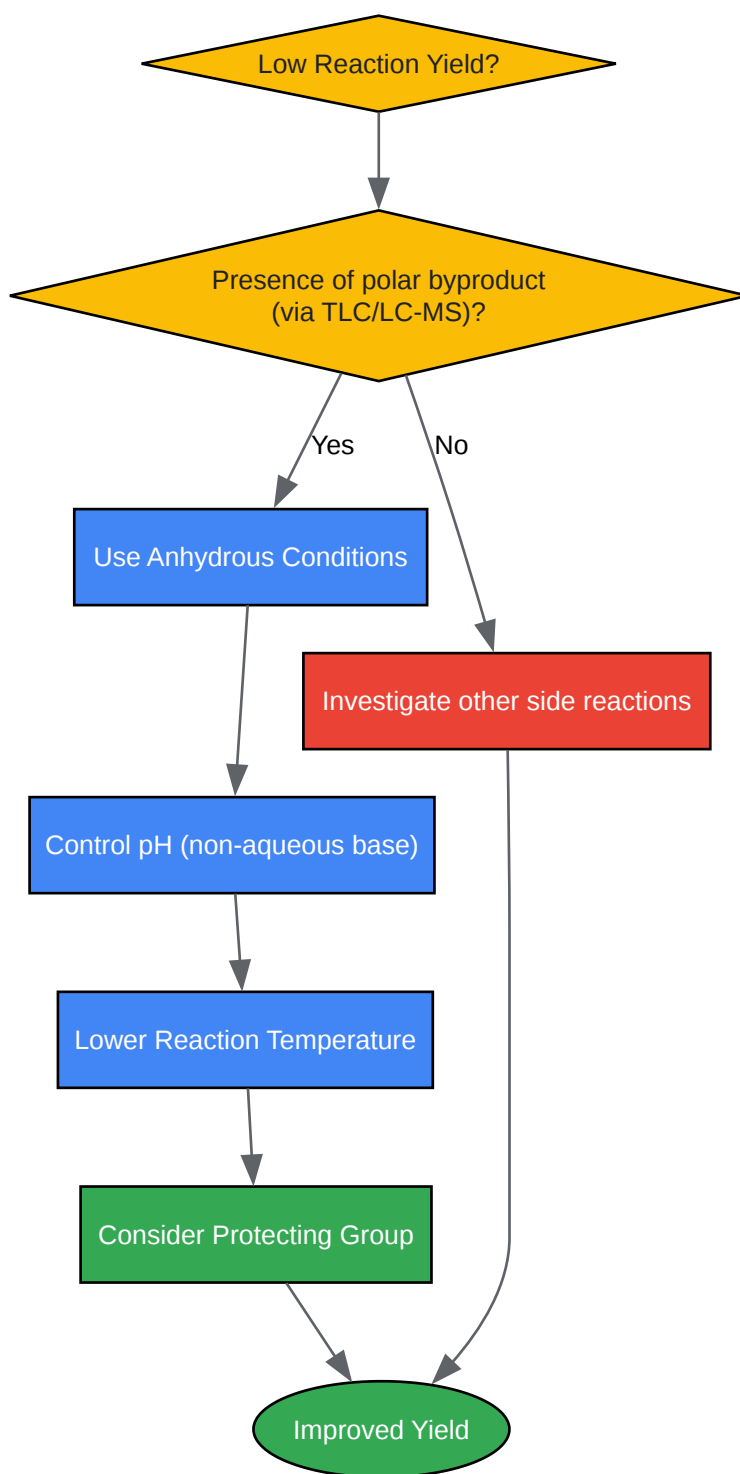 Low Reaction Yield?
Presence of polar byproduct
(via TLC/LC-MS)?
Yes
No
Use Anhydrous Conditions
Investigate other side reactions
Control pH (non-aqueous base)
Lower Reaction Temperature
Consider Protecting Group
Improved Yield